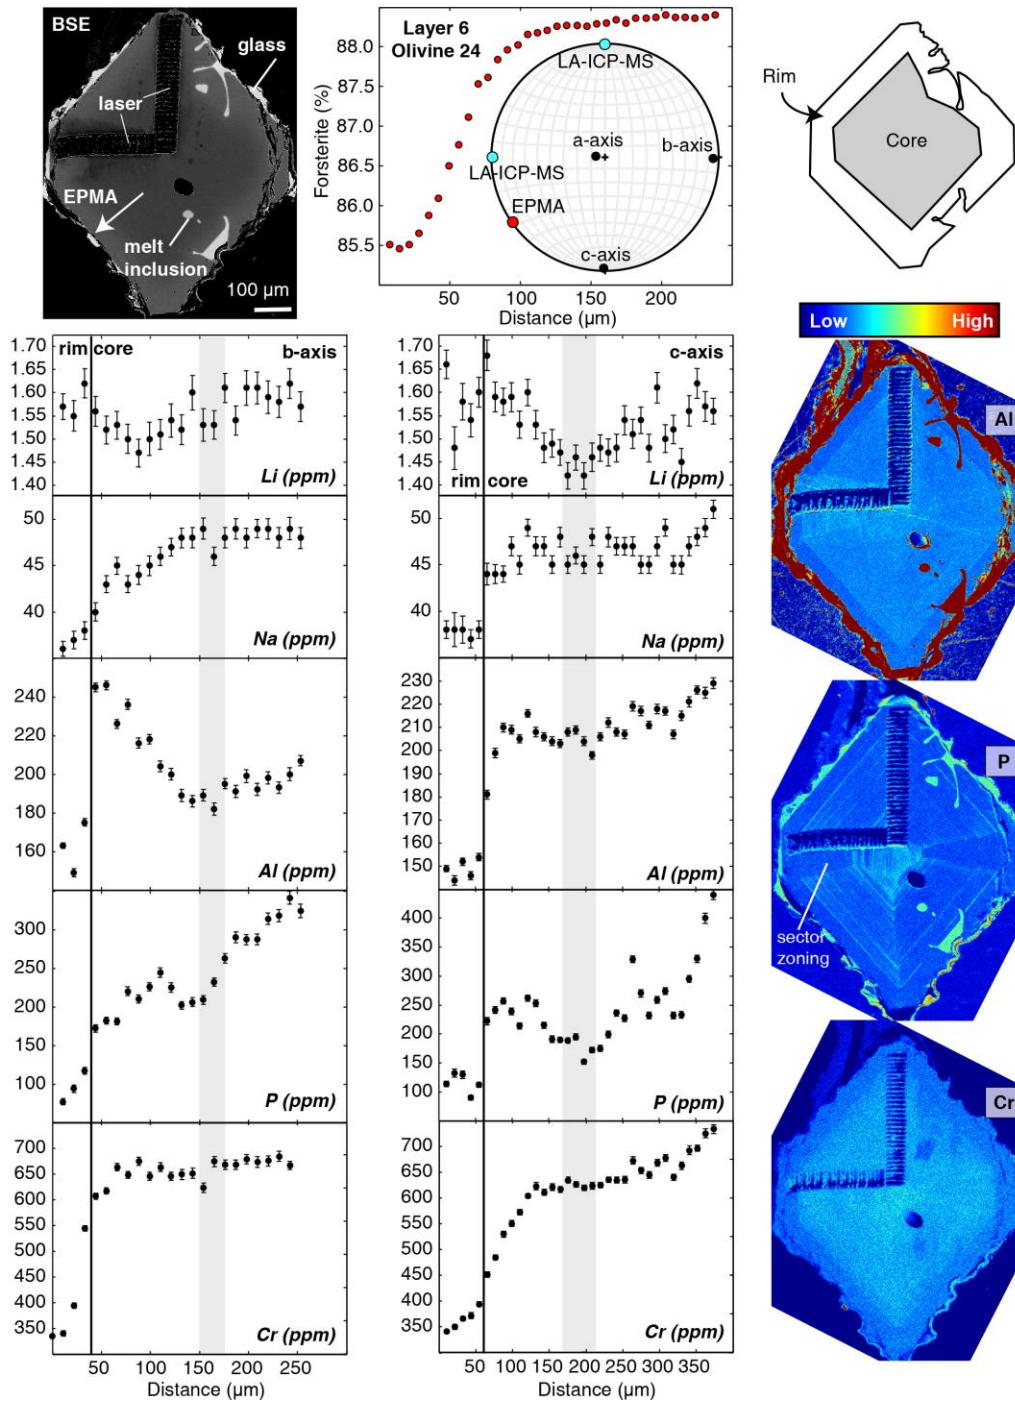 BSE
glass
laser
EPMA
melt
inclusion
100 µm
Layer 6
Olivine 24
LA-ICP-MS
a-axis
b-axis
LA-ICP-MS
EPMA
c-axis
Forsterite (%)
88.0
87.5
87.0
86.5
86.0
85.5
50
100
150
200
Distance (µm)
Rim
Core
Low
High
rim core
b-axis
1.70
1.65
1.60
1.55
1.50
1.45
1.40
Li (ppm)
50
45
40
Na (ppm)
240
220
200
180
160
Al (ppm)
300
250
200
150
100
P (ppm)
700
650
600
550
500
450
400
350
Cr (ppm)
50
100
150
200
250
Distance (µm)
c-axis
1.70
1.65
1.60
1.55
1.50
1.45
1.40
rim core
Li (ppm)
50
45
40
Na (ppm)
230
220
210
200
190
180
170
160
150
Al (ppm)
400
350
300
250
200
150
100
P (ppm)
700
650
600
550
500
450
400
350
Cr (ppm)
50
100
150
200
250
300
350
Distance (µm)
Al
P
sector
zoning
Cr